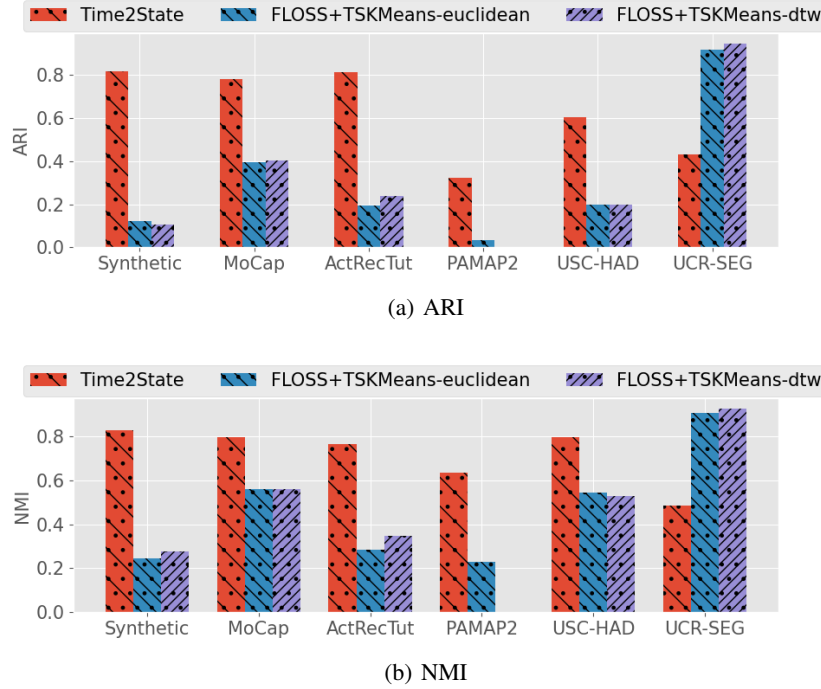 Time2State FLOSS+TSKMeans-euclidean FLOSS+TSKMeans-dtw
0.8
0.6
0.4
0.2
0.0
ARI
Synthetic MoCap ActRecTut PAMAP2 USC-HAD UCR-SEG
(a) ARI
Time2State FLOSS+TSKMeans-euclidean FLOSS+TSKMeans-dtw
0.8
0.6
0.4
0.2
0.0
NMI
Synthetic MoCap ActRecTut PAMAP2 USC-HAD UCR-SEG
(b) NMI